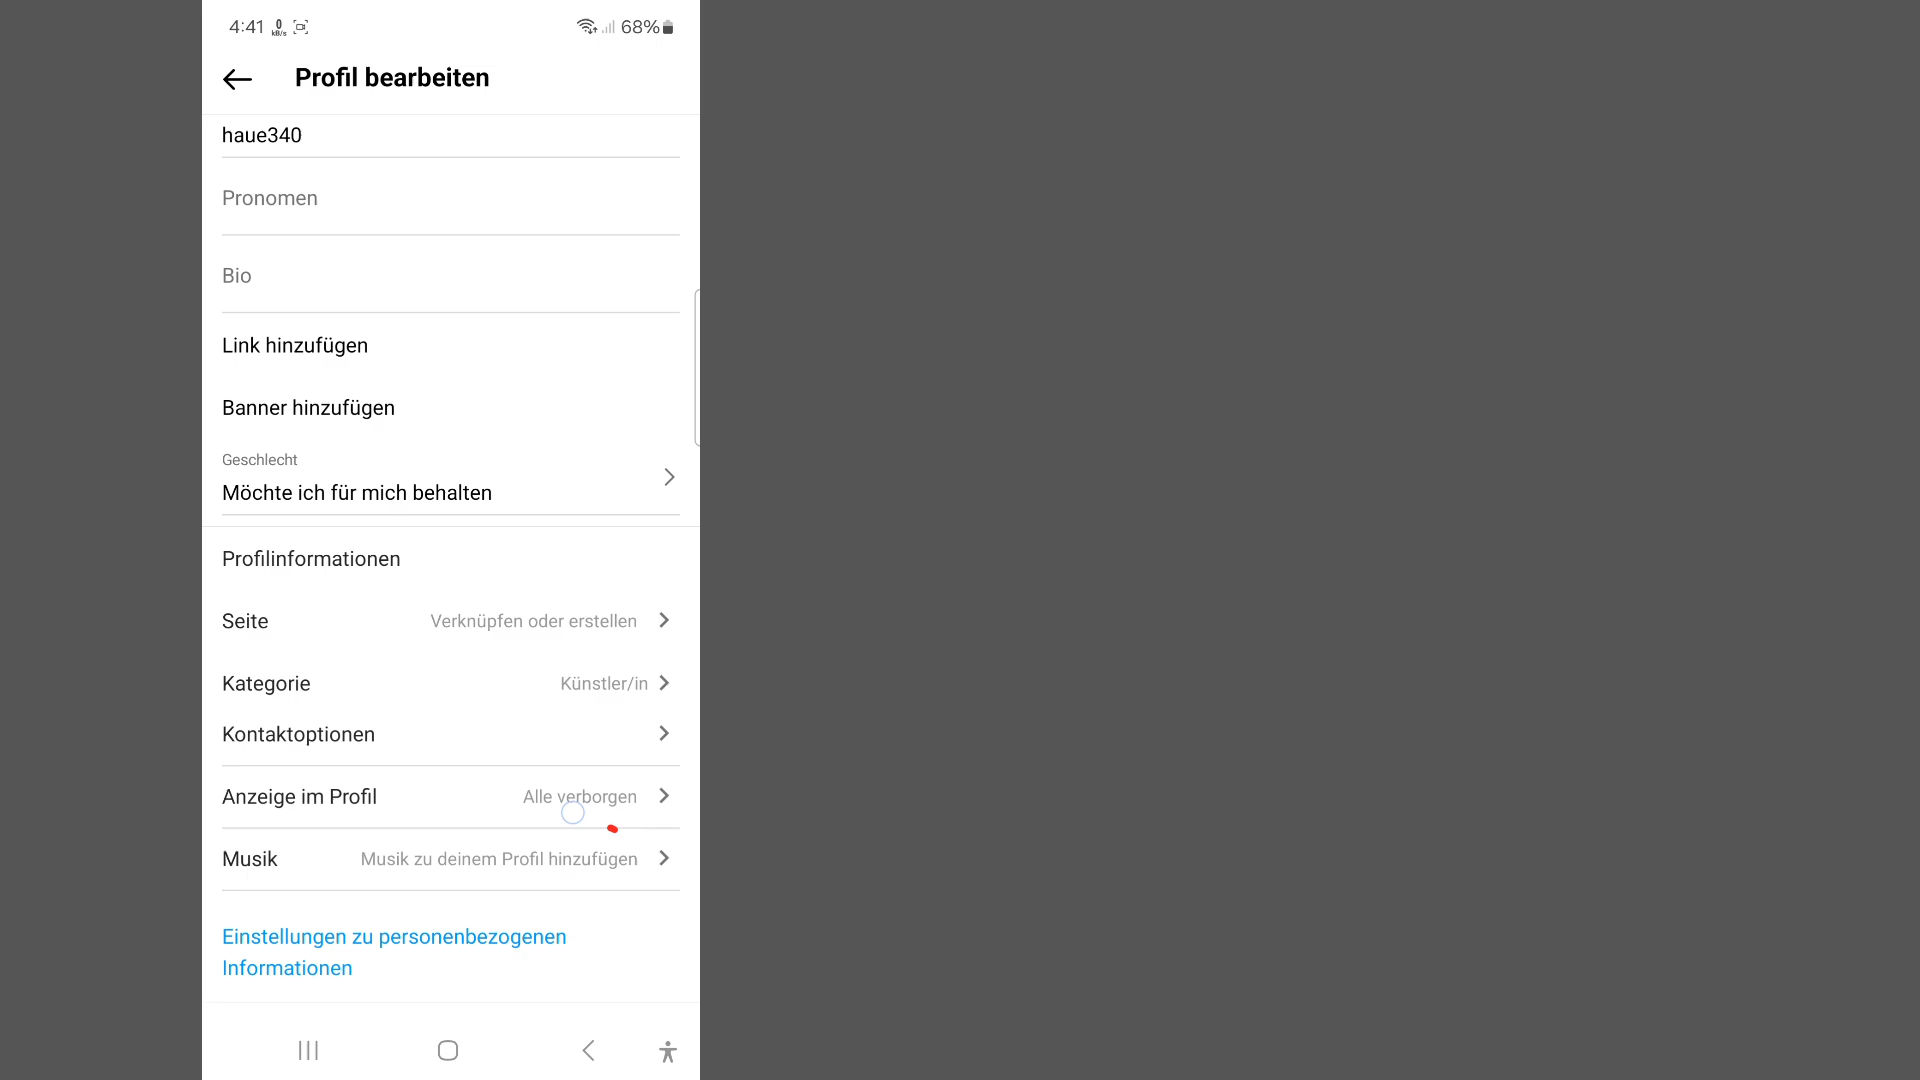 4:41 0 kB/s 68%
Profil bearbeiten
haue340
Pronomen
Bio
Link hinzufügen
Banner hinzufügen
Geschlecht
Möchte ich für mich behalten
Profilinformationen
Seite Verknüpfen oder erstellen
Kategorie Künstler/in
Kontaktoptionen
Anzeige im Profil Alle verborgen
Musik Musik zu deinem Profil hinzufügen
Einstellungen zu personenbezogenen
Informationen